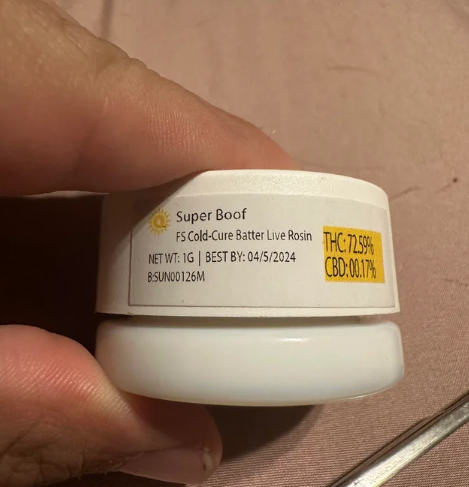 Super Boof
FS Cold-Cure Batter Live Rosin
NET WT: 1G | BEST BY: 04/5/2024
B:SUN00126M
THC: 72.59%
CBD: 00.17%